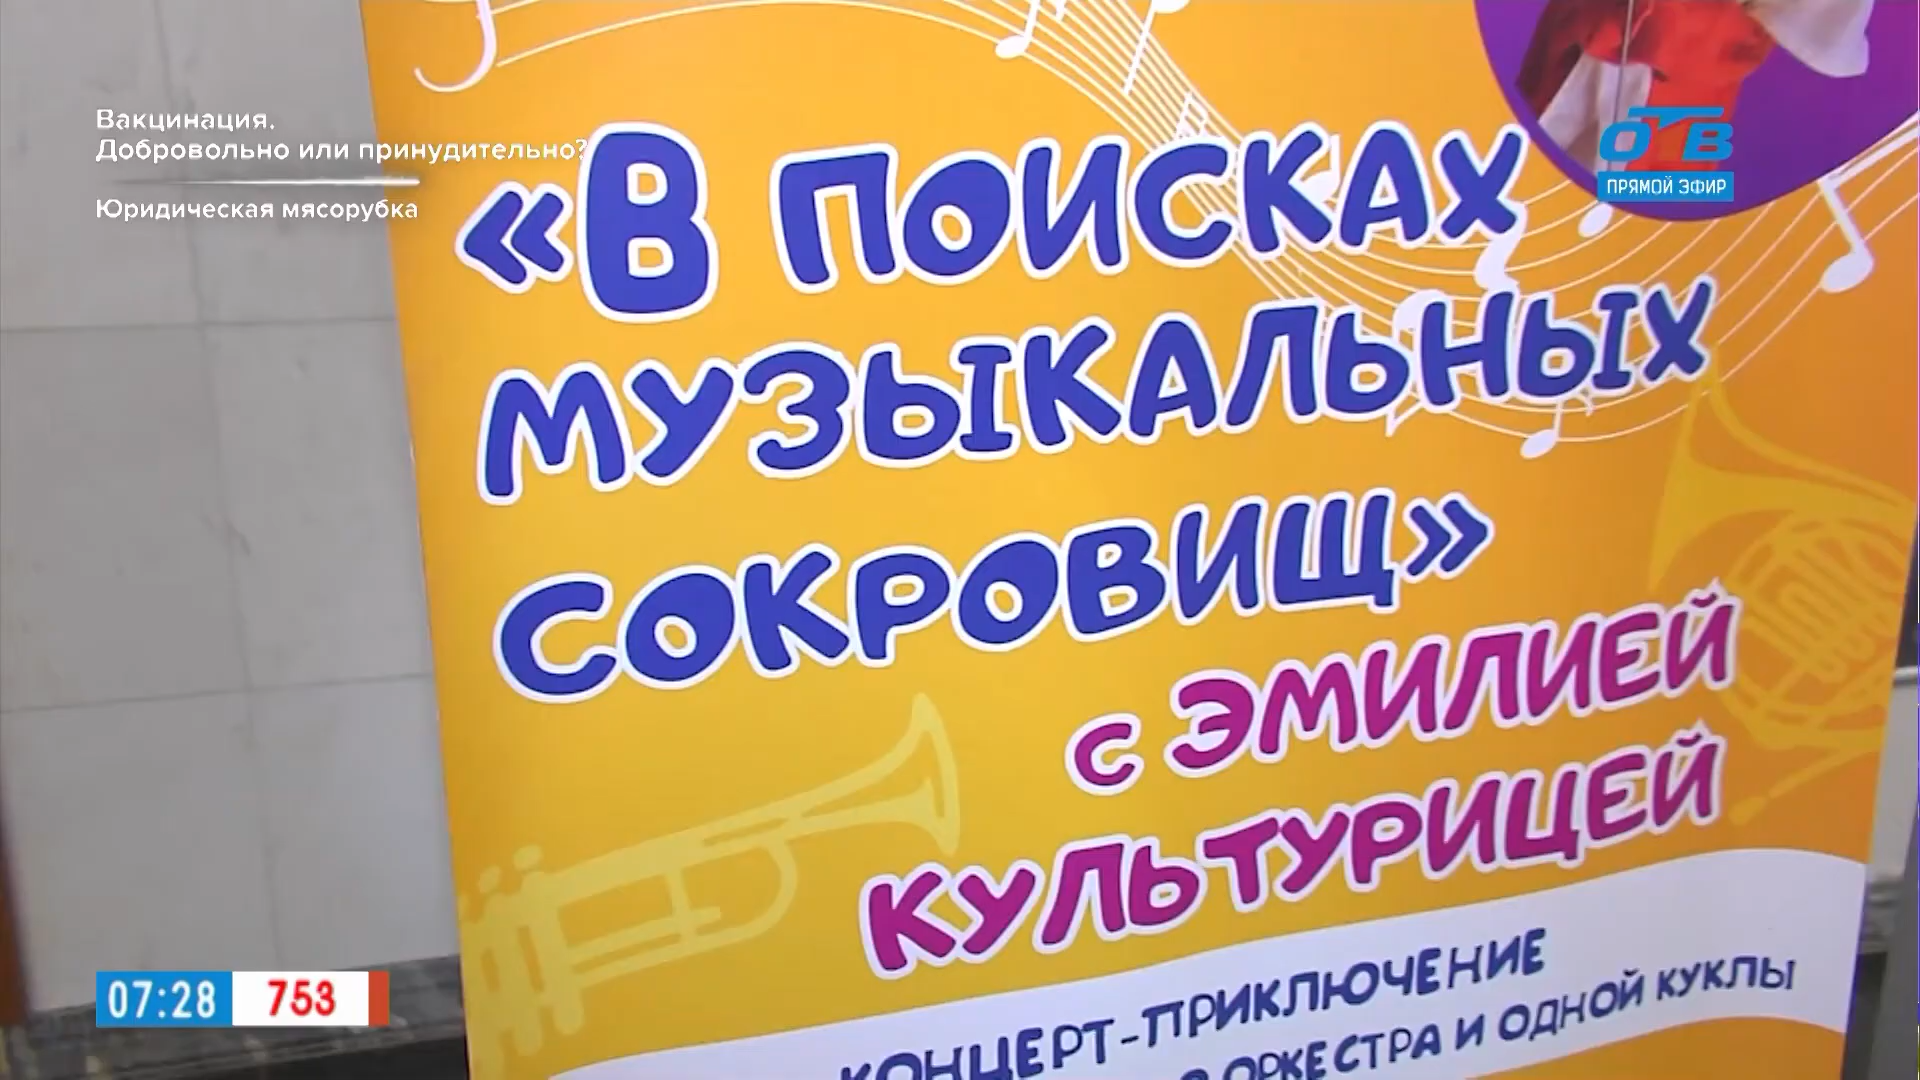 Вакцинация.
Добровольно или принудительно?
Юридическая мясорубка
ОТВ
ПРЯМОЙ ЭФИР
«В ПОИСКАХ
МУЗЫКАЛЬНЫХ
СОКРОВИЩ»
с ЭМИЛИЕЙ
КУЛЬТУРИЦЕЙ
КОНЦЕРТ-ПРИКЛЮЧЕНИЕ
ОРКЕСТРА И ОДНОЙ КУКЛЫ
07:28 753